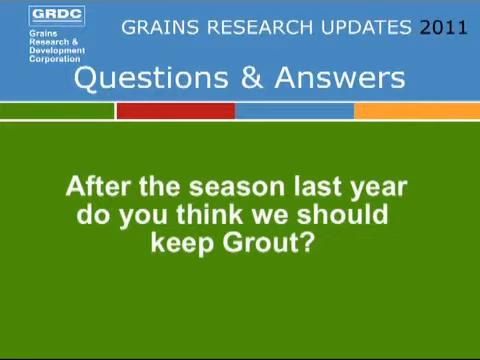 GRDC
Grains
Research &
Development
Corporation
GRAINS RESEARCH UPDATES 2011
Questions & Answers
After the season last year
do you think we should
keep Grout?